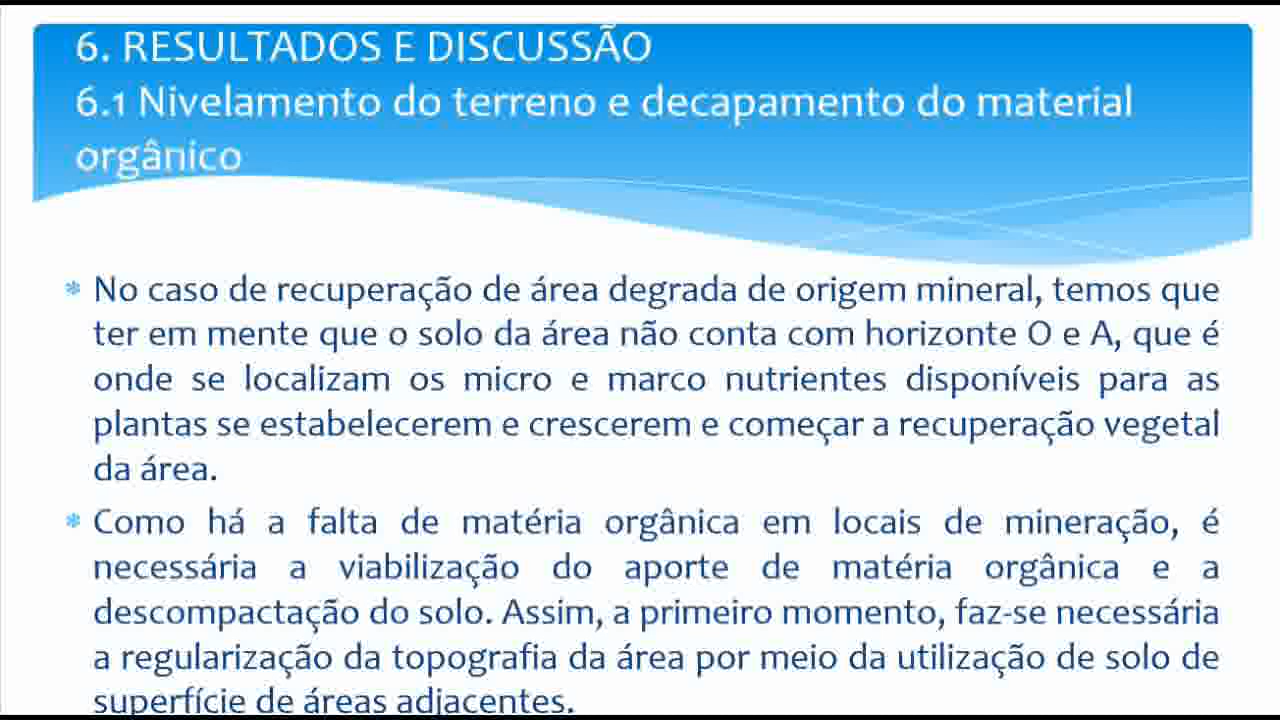 6. RESULTADOS E DISCUSSÃO
6.1 Nivelamento do terreno e decapamento do material
orgânico
No caso de recuperação de área degrada de origem mineral, temos que
ter em mente que o solo da área não conta com horizonte O e A, que é
onde se localizam os micro e marco nutrientes disponíveis para as
plantas se estabelecerem e crescerem e começar a recuperação vegetal
da área.
Como há a falta de matéria orgânica em locais de mineração, é
necessária a viabilização do aporte de matéria orgânica e a
descompactação do solo. Assim, a primeiro momento, faz-se necessária
a regularização da topografia da área por meio da utilização de solo de
superfície de áreas adjacentes.